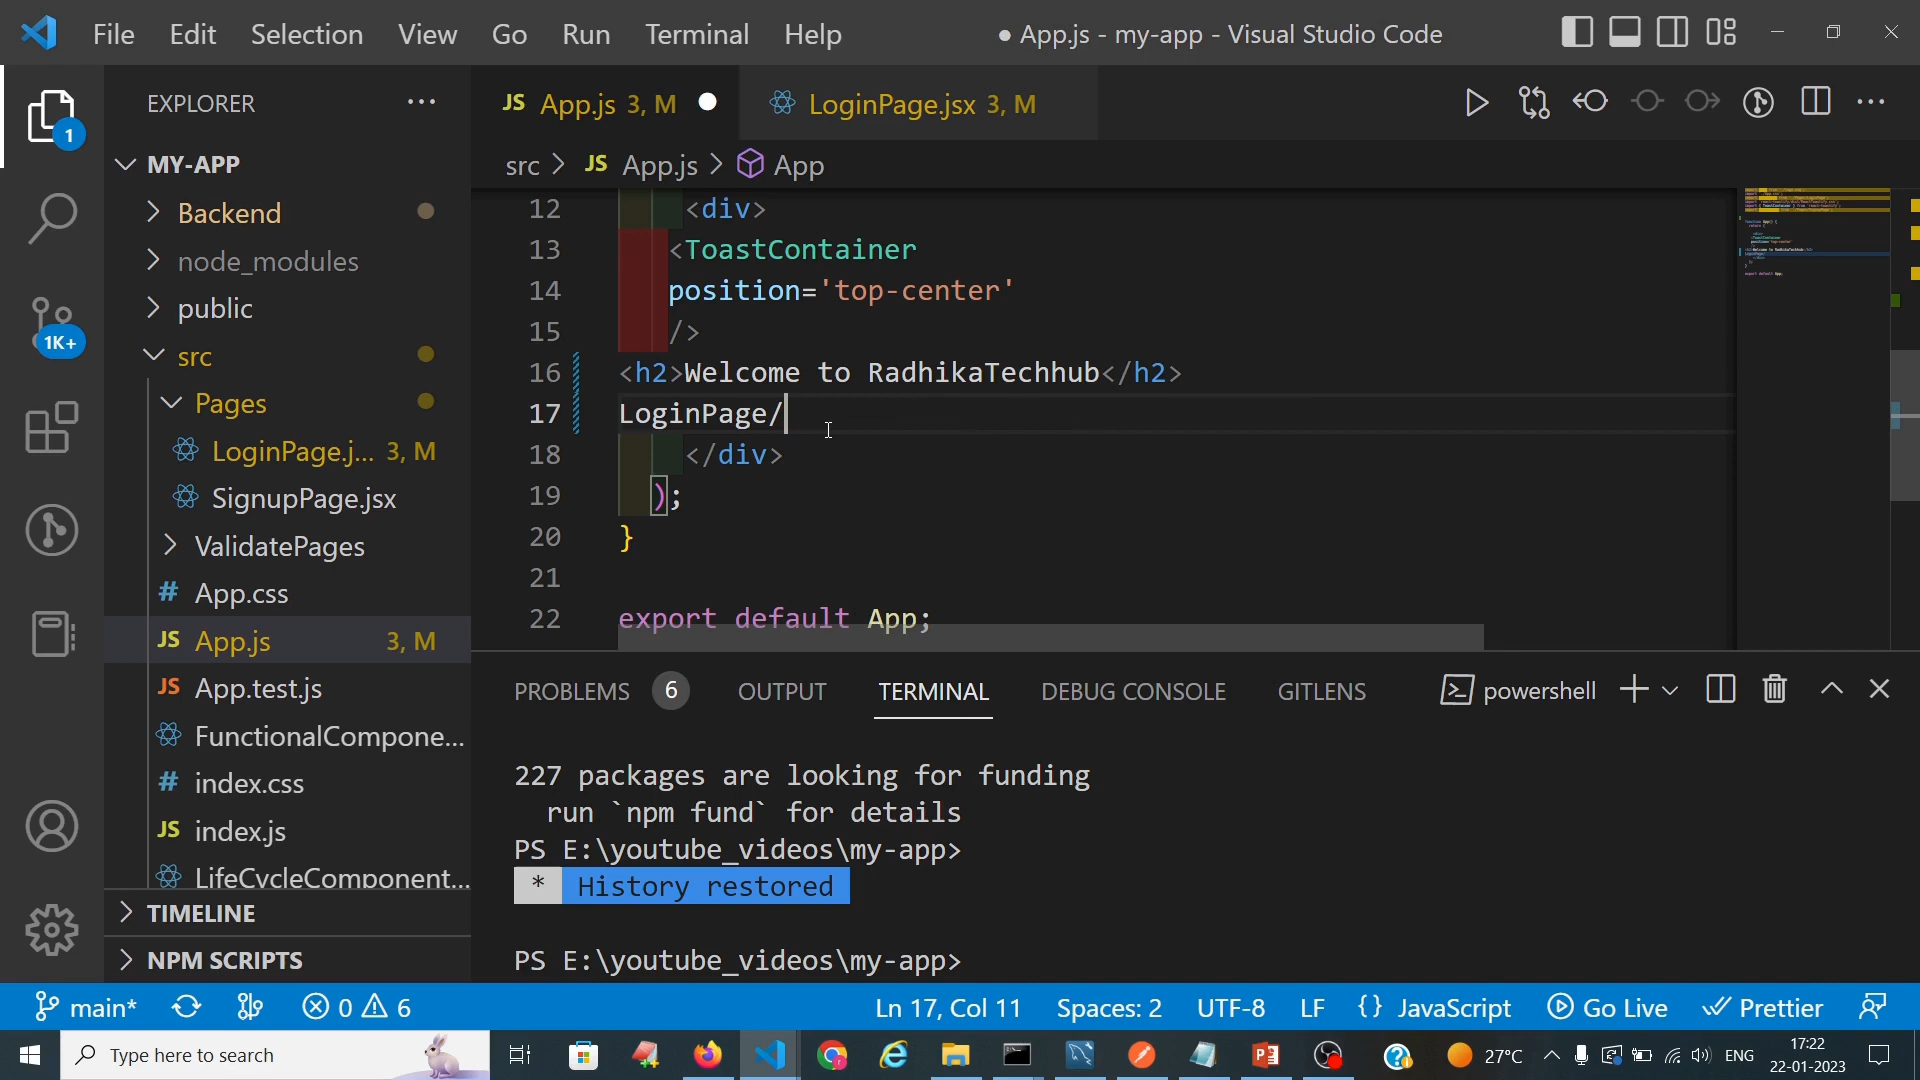 File Edit Selection View Go Run Terminal Help ● App.js - my-app - Visual Studio Code
EXPLORER ···
JS App.js 3, M LoginPage.jsx 3, M
src > JS App.js > App
1
MY-APP
Backend
node_modules
public
1K+
src
Pages
LoginPage.j... 3, M
SignupPage.jsx
ValidatePages
# App.css
JS App.js 3, M
JS App.test.js
FunctionalCompone...
# index.css
JS index.js
LifeCycleComponent...
TIMELINE
NPM SCRIPTS
12 <div>
13 <ToastContainer
14 position='top-center'
15 />
16 <h2>Welcome to RadhikaTechhub</h2>
17 LoginPage/
18 </div>
19 );
20 }
21
22 export default App;
PROBLEMS 6 OUTPUT TERMINAL DEBUG CONSOLE GITLENS powershell
227 packages are looking for funding
run `npm fund` for details
PS E:\youtube_videos\my-app>
* History restored
PS E:\youtube_videos\my-app>
main* 0 6 Ln 17, Col 11 Spaces: 2 UTF-8 LF {} JavaScript Go Live Prettier
Type here to search 27°C ENG 17:22
22-01-2023